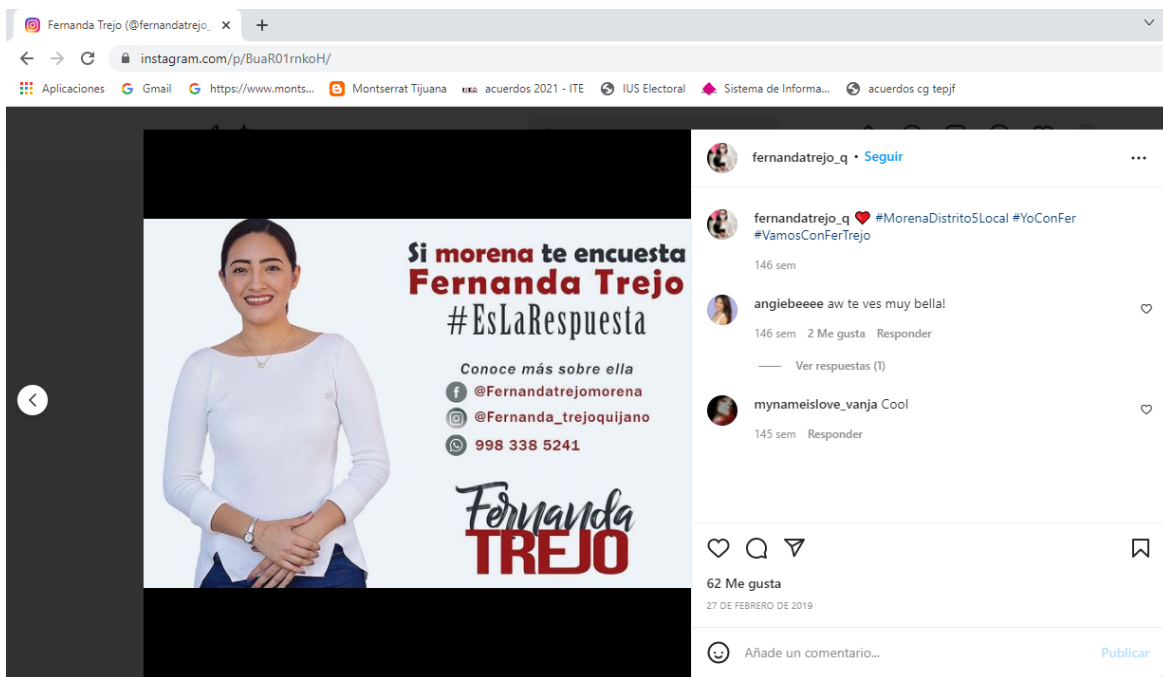 Fernanda Trejo (@fernandatrejo_
instagram.com/p/BuaR01rnkoH/
Aplicaciones
Gmail
https://www.monts...
Montserrat Tijuana
acuerdos 2021 - ITE
IUS Electoral
Sistema de Informa...
acuerdos cg tepjf
Si morena te encuesta
Fernanda Trejo
#EsLaRespuesta
Conoce más sobre ella
@Fernandatrejomorena
@Fernanda_trejoquijano
998 338 5241
Fernanda
TREJO
fernandatrejo_q • Seguir
fernandatrejo_q ❤ #MorenaDistrito5Local #YoConFer
#VamosConFerTrejo
146 sem
angiebeeee aw te ves muy bella!
146 sem 2 Me gusta Responder
Ver respuestas (1)
mynameislove_vanja Cool
145 sem Responder
62 Me gusta
27 DE FEBRERO DE 2019
Añade un comentario...
Publicar